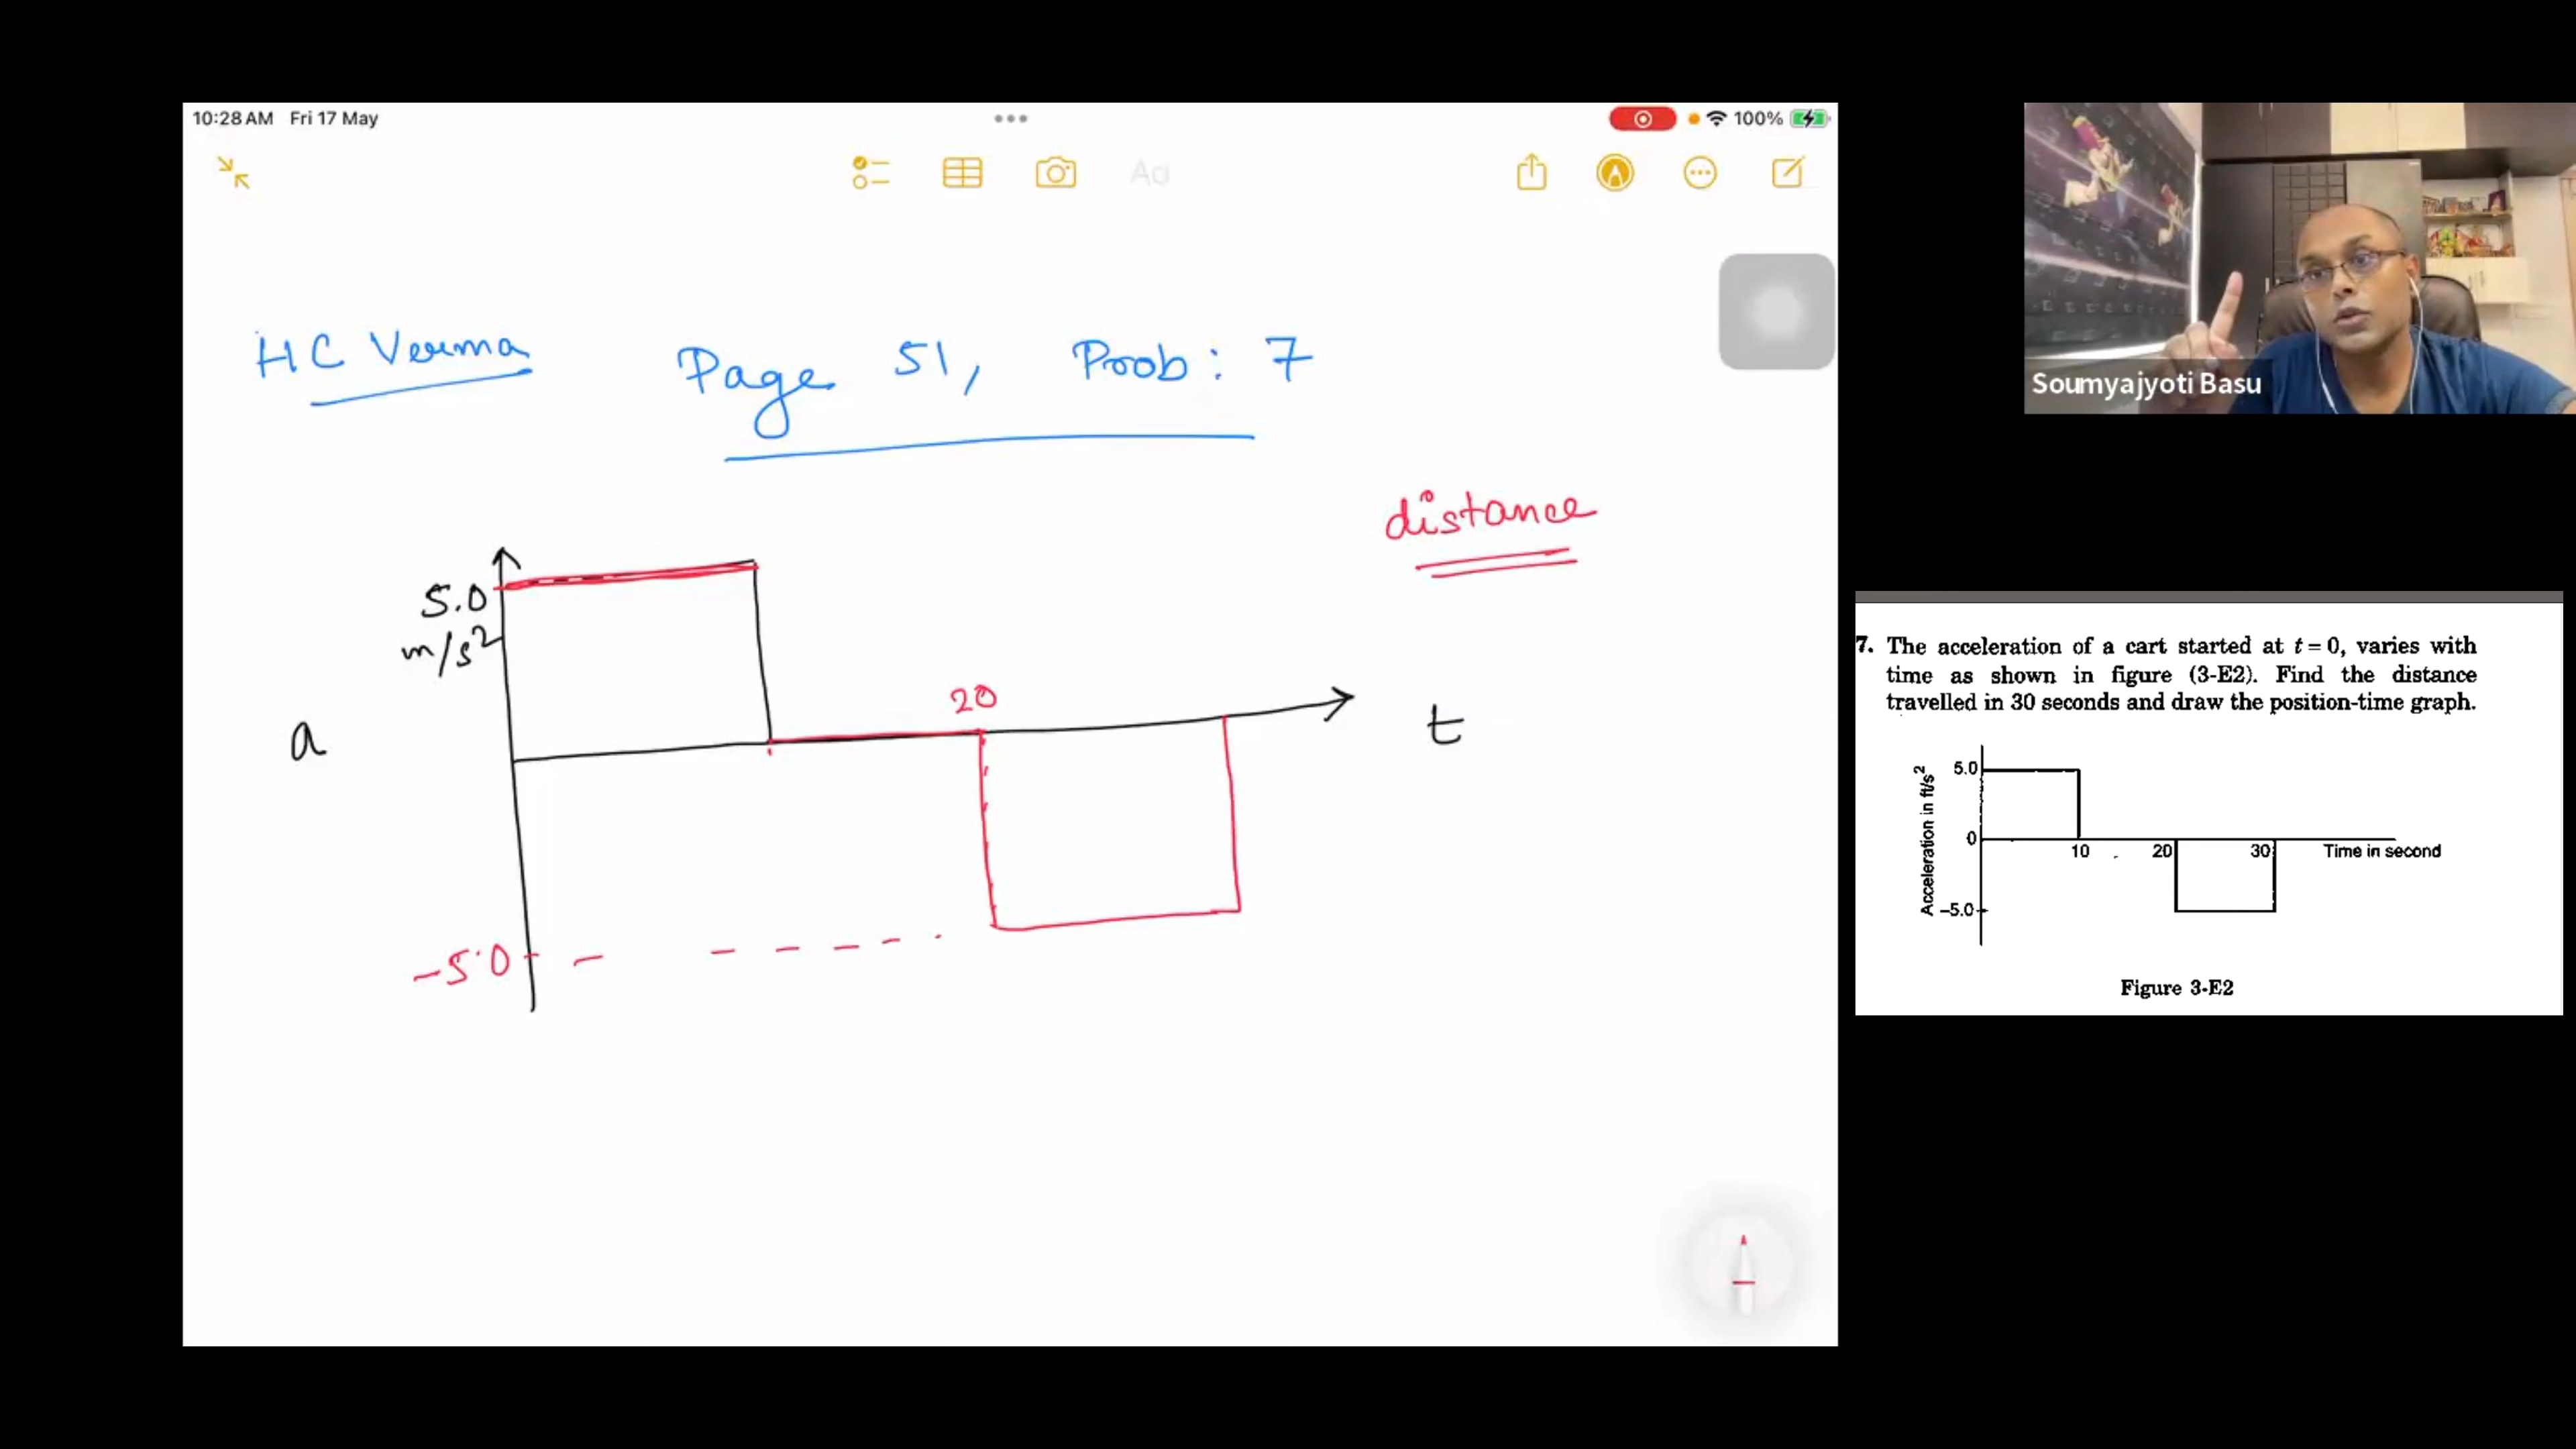 10:28 AM Fri 17 May
100%
Aa
HC Verma Page 51, Prob: 7
distance
5.0
m/s²
20
a
t
-5.0
Soumyajyoti Basu
7. The acceleration of a cart started at t = 0, varies with
time as shown in figure (3-E2). Find the distance
travelled in 30 seconds and draw the position-time graph.
Acceleration in ft/s²
5.0
0
10 20 30 Time in second
–5.0
Figure 3-E2